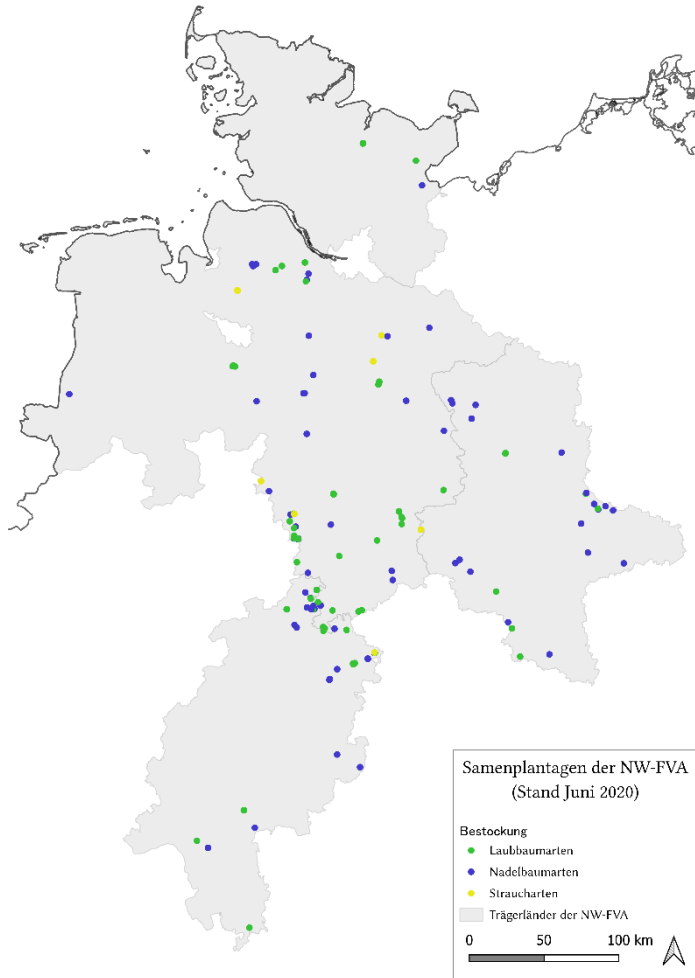 Samenplantagen der NW-FVA
(Stand Juni 2020)
Bestockung
Laubbaumarten
Nadelbaumarten
Straucharten
Trägerländer der NW-FVA
0 50 100 km